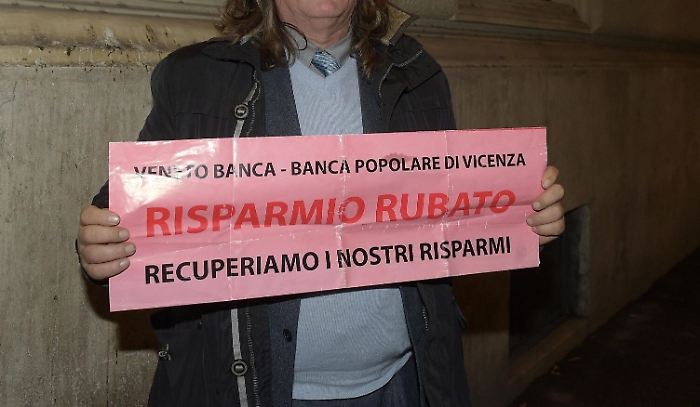 VENETO BANCA - BANCA POPOLARE DI VICENZA
RISPARMIO RUBATO
RECUPERIAMO I NOSTRI RISPARMI